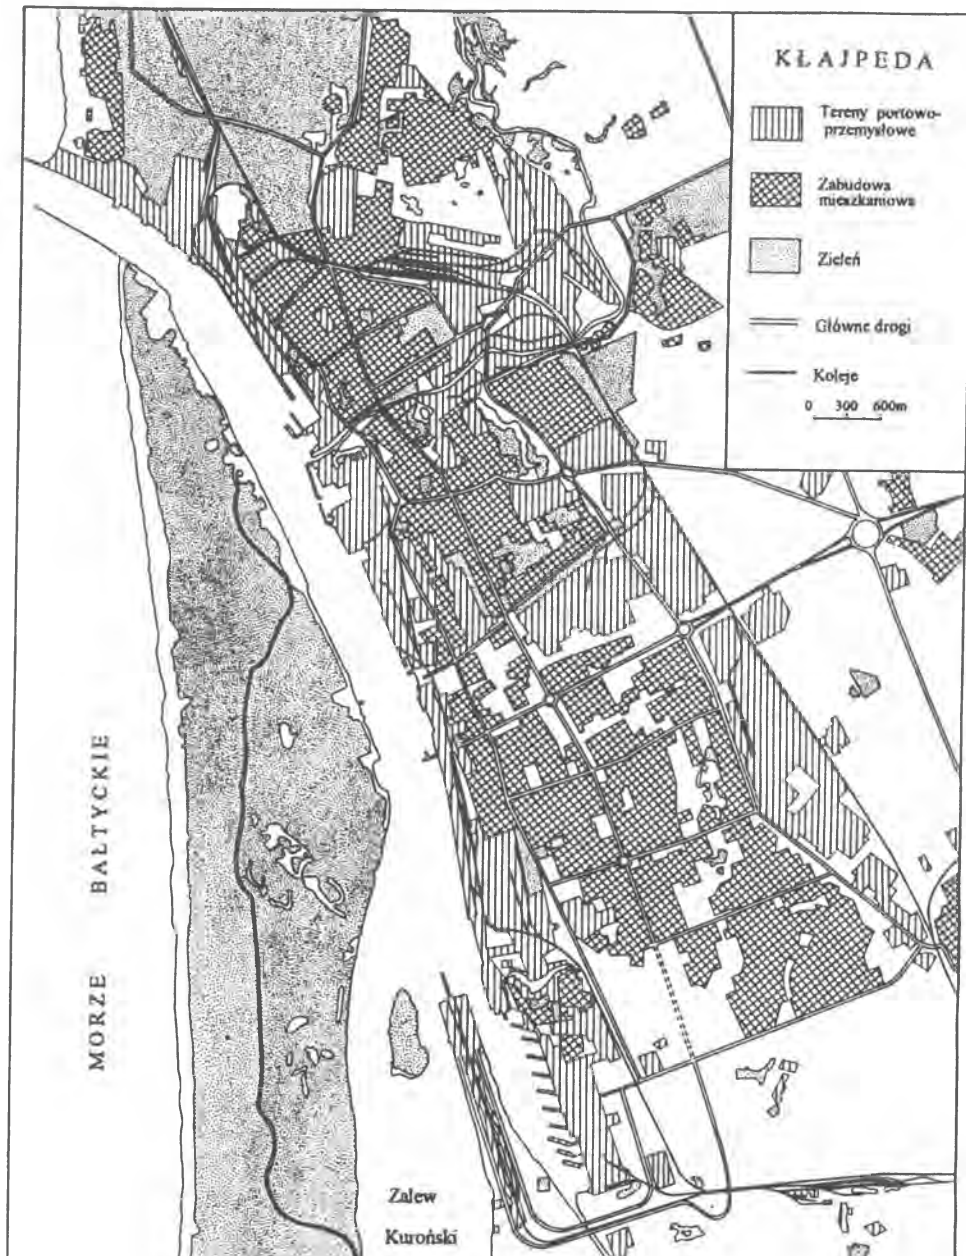 KŁAJPEDA
Tereny portowo-
przemysłowe
Zabudowa
mieszkaniowa
Zieleń
Główne drogi
Koleje
0 300 600m
MORZE BAŁTYCKIE
Zalew
Kuroński